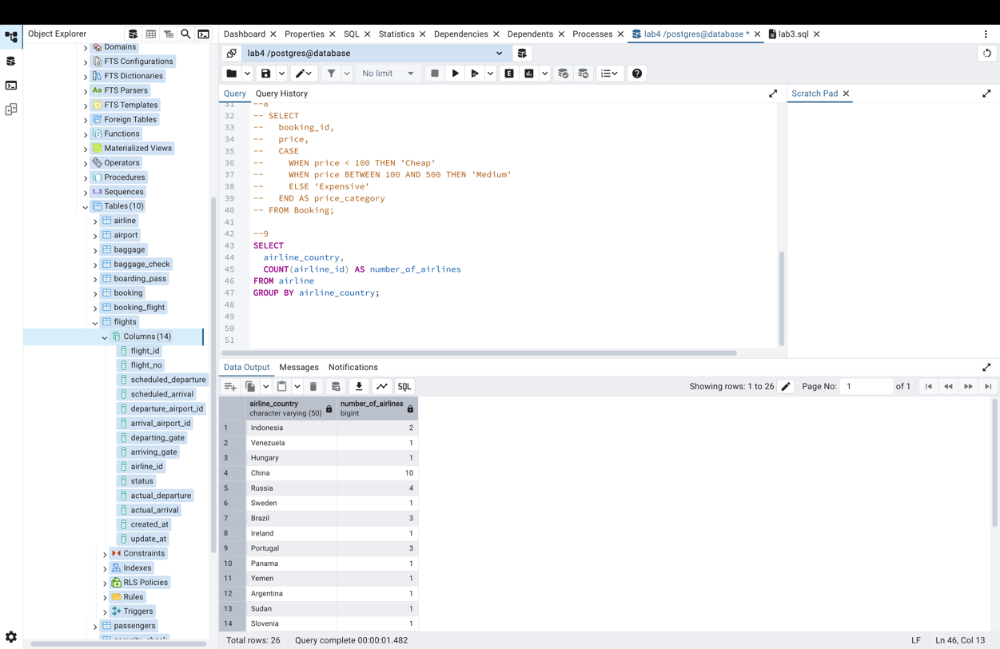 Object Explorer
Dashboard
Properties
SQL
Statistics
Dependencies
Dependents
Processes
lab4 /postgres@database *
lab3.sql
lab4 /postgres@database
No limit
E
Query
Query History
Scratch Pad
Domains
FTS Configurations
FTS Dictionaries
Aa FTS Parsers
FTS Templates
Foreign Tables
Functions
Materialized Views
Operators
Procedures
1..3 Sequences
Tables (10)
airline
airport
baggage
baggage_check
boarding_pass
booking
booking_flight
flights
Columns (14)
flight_id
flight_no
scheduled_departure
scheduled_arrival
departure_airport_id
arrival_airport_id
departing_gate
arriving_gate
airline_id
status
actual_departure
actual_arrival
created_at
update_at
Constraints
Indexes
RLS Policies
Rules
Triggers
passengers
security_check
31 --8
32 -- SELECT
33 --   booking_id,
34 --   price,
35 --   CASE
36 --     WHEN price < 100 THEN 'Cheap'
37 --     WHEN price BETWEEN 100 AND 500 THEN 'Medium'
38 --     ELSE 'Expensive'
39 --   END AS price_category
40 -- FROM Booking;
41
42 --9
43 SELECT
44   airline_country,
45   COUNT(airline_id) AS number_of_airlines
46 FROM airline
47 GROUP BY airline_country;
48
49
50
51
Data Output
Messages
Notifications
SQL
Showing rows: 1 to 26
Page No:
1
of 1
airline_country
character varying (50)
number_of_airlines
bigint
1 Indonesia 2
2 Venezuela 1
3 Hungary 1
4 China 10
5 Russia 4
6 Sweden 1
7 Brazil 3
8 Ireland 1
9 Portugal 3
10 Panama 1
11 Yemen 1
12 Argentina 1
13 Sudan 1
14 Slovenia 1
Total rows: 26
Query complete 00:00:01.482
LF
Ln 46, Col 13